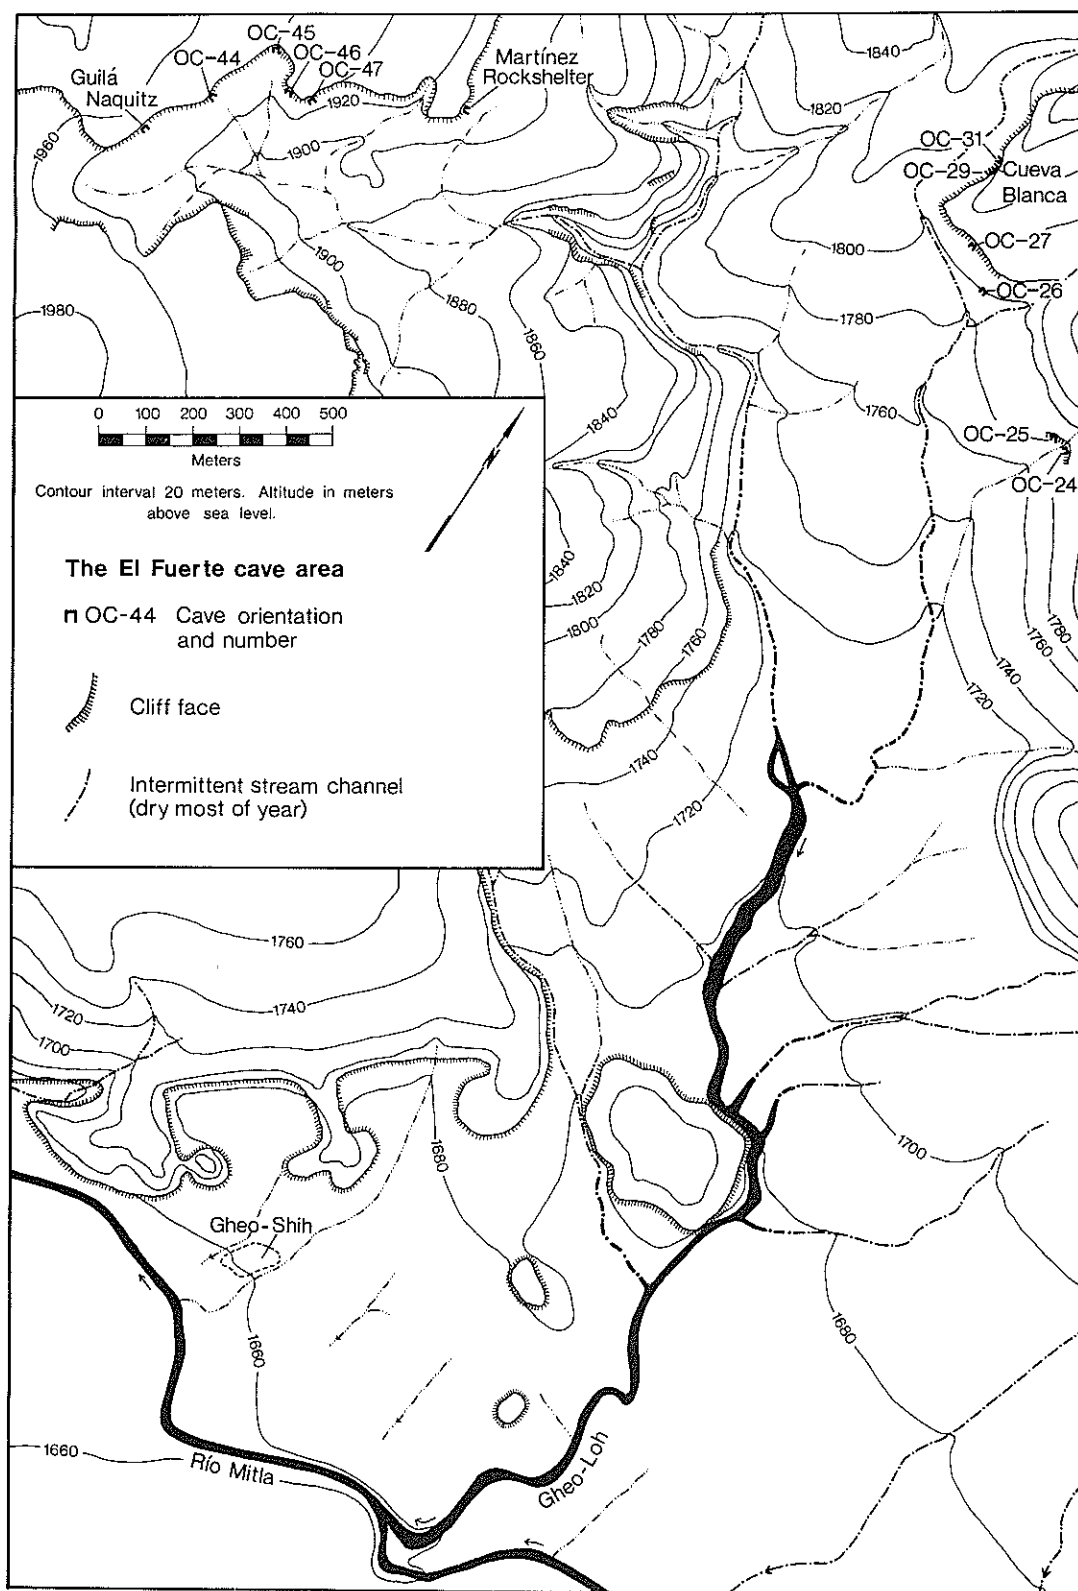 OC-45
OC-44
OC-46
OC-47
Guilá
Naquitz
Martínez
Rockshelter
1840
1820
1920
1960
1900
OC-31
OC-29
Cueva
Blanca
1900
1800
OC-27
OC-26
1980
1880
1860
1780
1840
1760
OC-25
OC-24
0 100 200 300 400 500
Meters
Contour interval 20 meters. Altitude in meters
above sea level.
N
The El Fuerte cave area
OC-44 Cave orientation
and number
Cliff face
Intermittent stream channel
(dry most of year)
1840
1820
1800
1780
1760
1780
1760
1740
1720
1740
1720
1760
1740
1720
1700
1680
1700
Gheo-Shih
1660
1680
1660
Río Mitla
Gheo-Loh